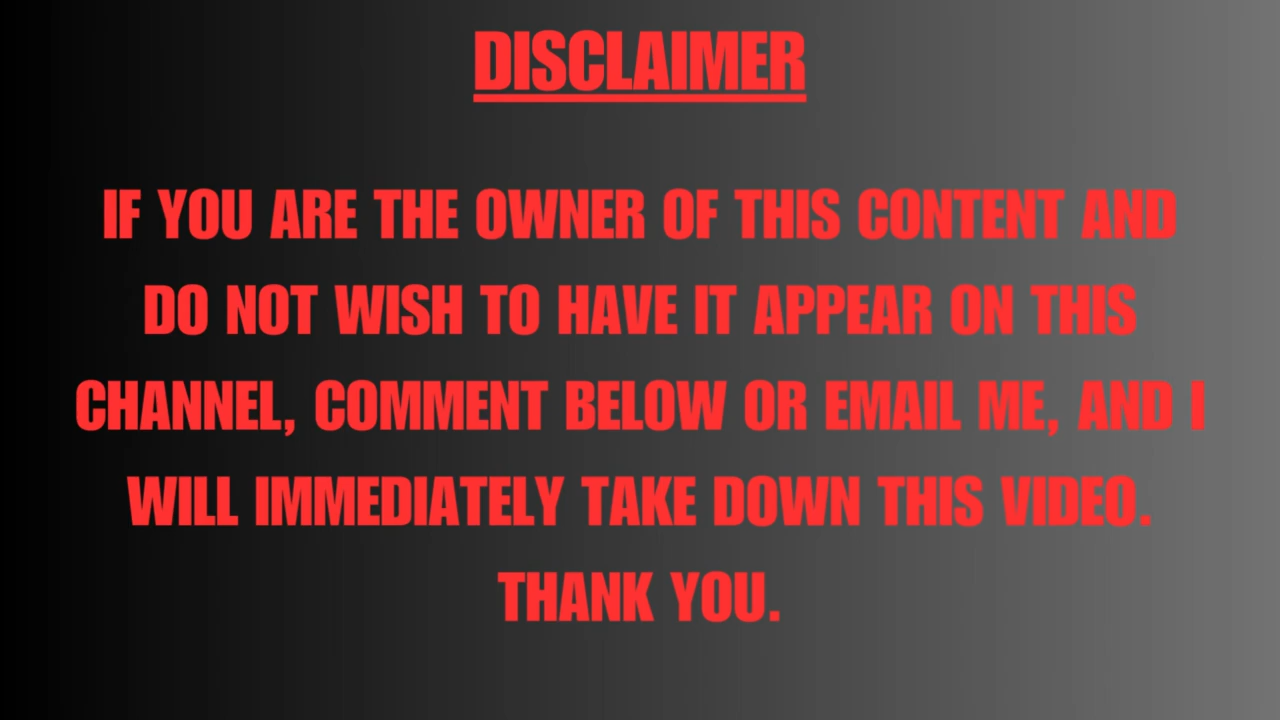 DISCLAIMER
IF YOU ARE THE OWNER OF THIS CONTENT AND
DO NOT WISH TO HAVE IT APPEAR ON THIS
CHANNEL, COMMENT BELOW OR EMAIL ME, AND I
WILL IMMEDIATELY TAKE DOWN THIS VIDEO.
THANK YOU.